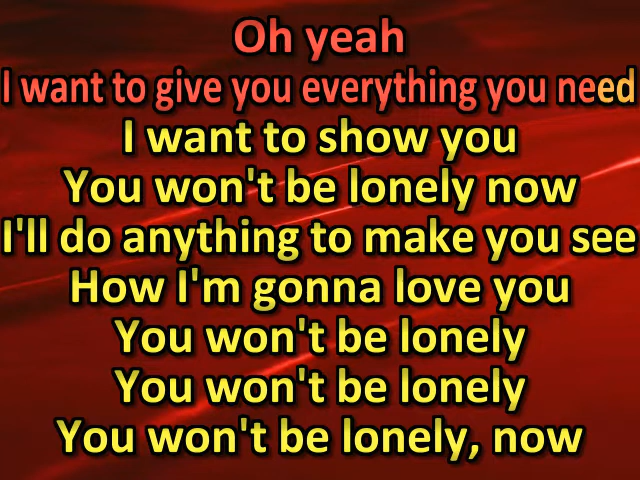 Oh yeah
I want to give you everything you need
I want to show you
You won't be lonely now
I'll do anything to make you see
How I'm gonna love you
You won't be lonely
You won't be lonely
You won't be lonely, now